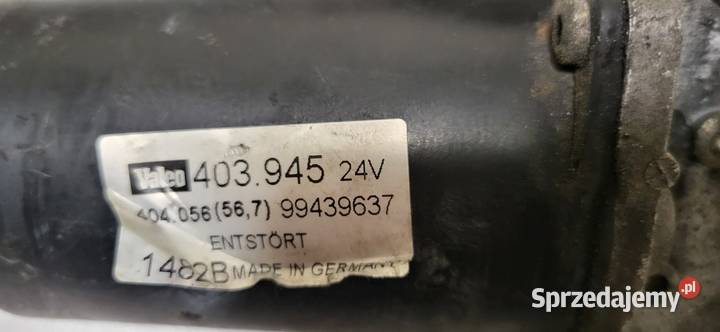 Valeo 403.945 24V
404.056 (56,7) 99439637
ENTSTÖRT
1482B MADE IN GERMANY
Sprzedajemy.pl